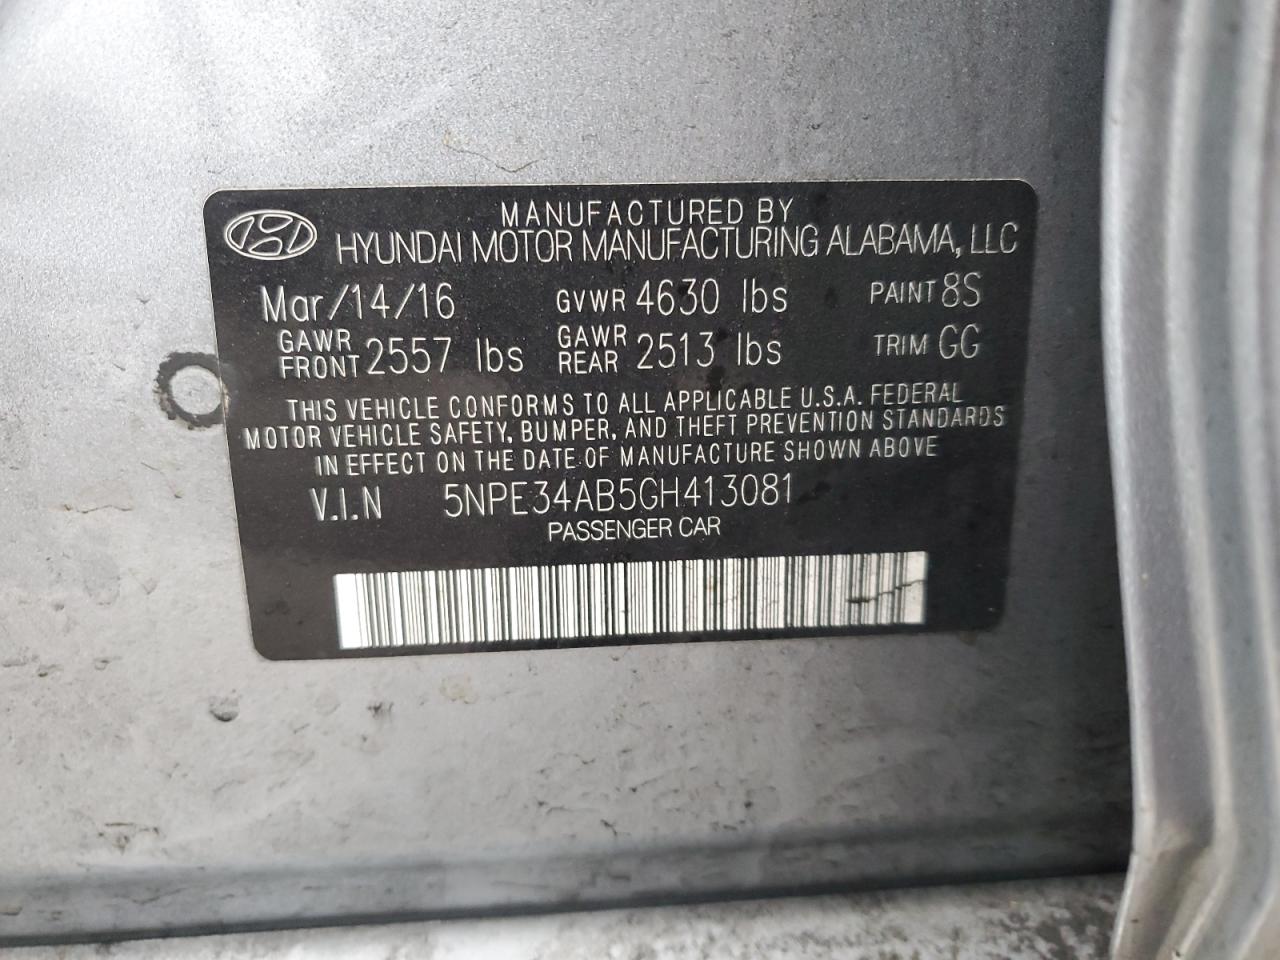 MANUFACTURED BY
HYUNDAI MOTOR MANUFACTURING ALABAMA, LLC
Mar/14/16 GVWR 4630 lbs PAINT 8S
GAWR FRONT 2557 lbs GAWR REAR 2513 lbs TRIM GG
THIS VEHICLE CONFORMS TO ALL APPLICABLE U.S.A. FEDERAL
MOTOR VEHICLE SAFETY, BUMPER, AND THEFT PREVENTION STANDARDS
IN EFFECT ON THE DATE OF MANUFACTURE SHOWN ABOVE
V.I.N 5NPE34AB5GH413081
PASSENGER CAR